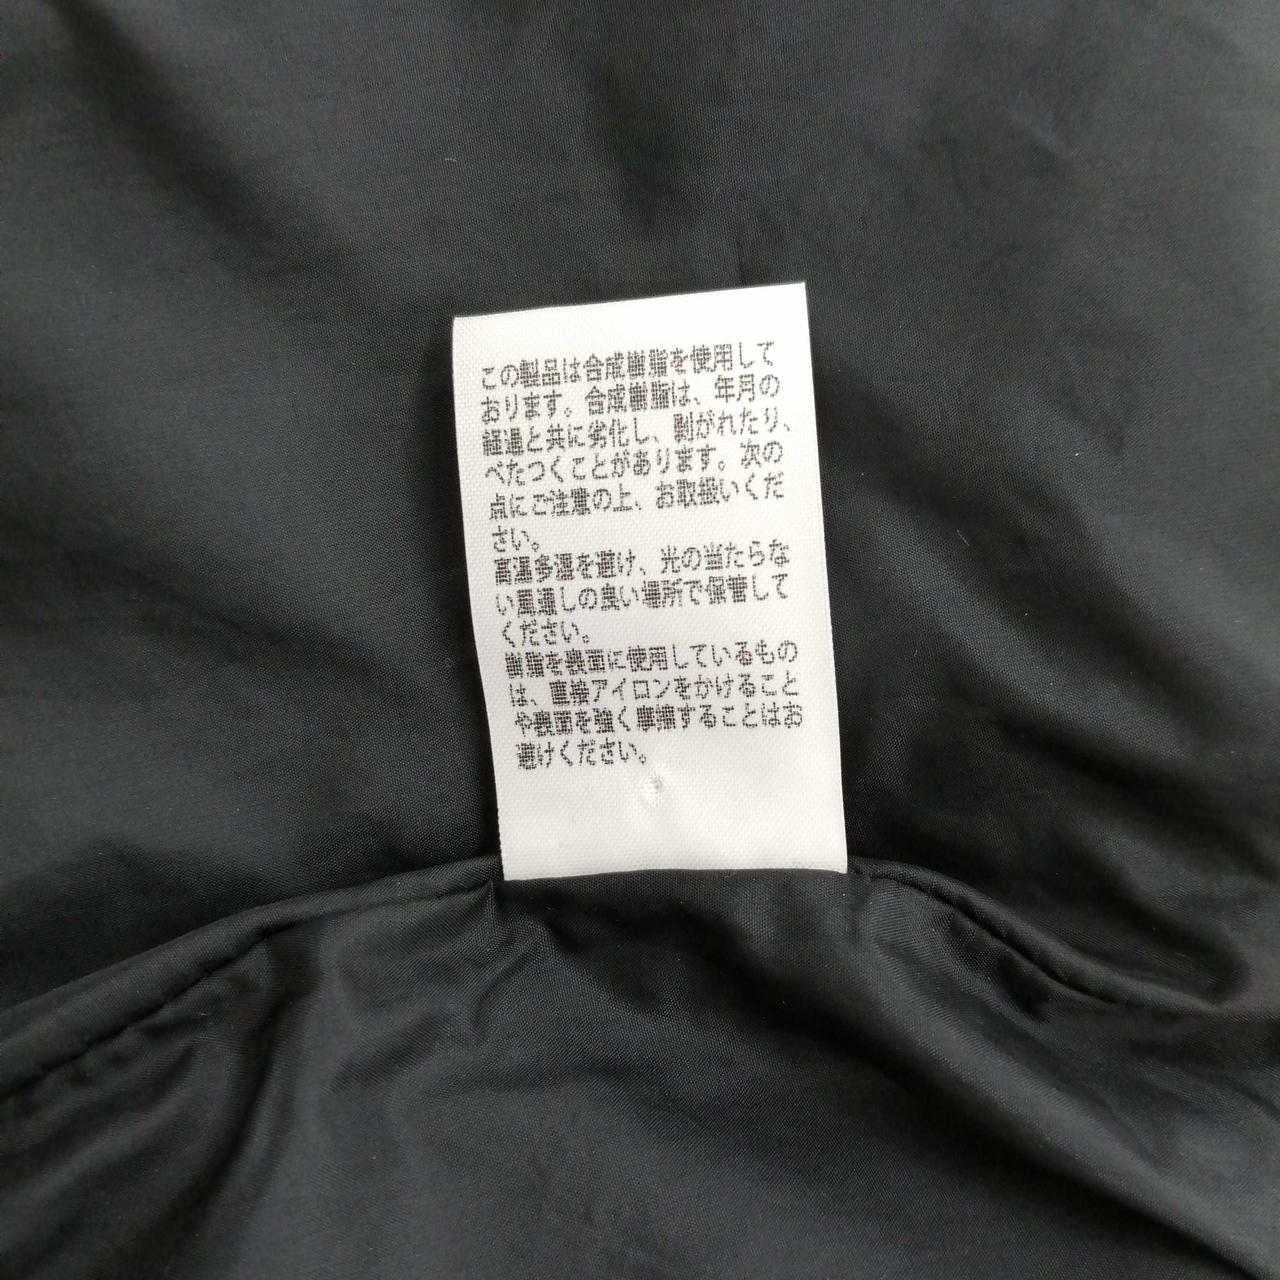 この製品は合成樹脂を使用して
おります。合成樹脂は、年月の
経過と共に劣化し、剥がれたり、
べたつくことがあります。次の
点にご注意の上、お取扱いくだ
さい。
高温多湿を避け、光の当たらな
い風通しの良い場所で保管して
ください。
樹脂を表面に使用しているもの
は、直接アイロンをかけること
や表面を強く摩擦することはお
避けください。